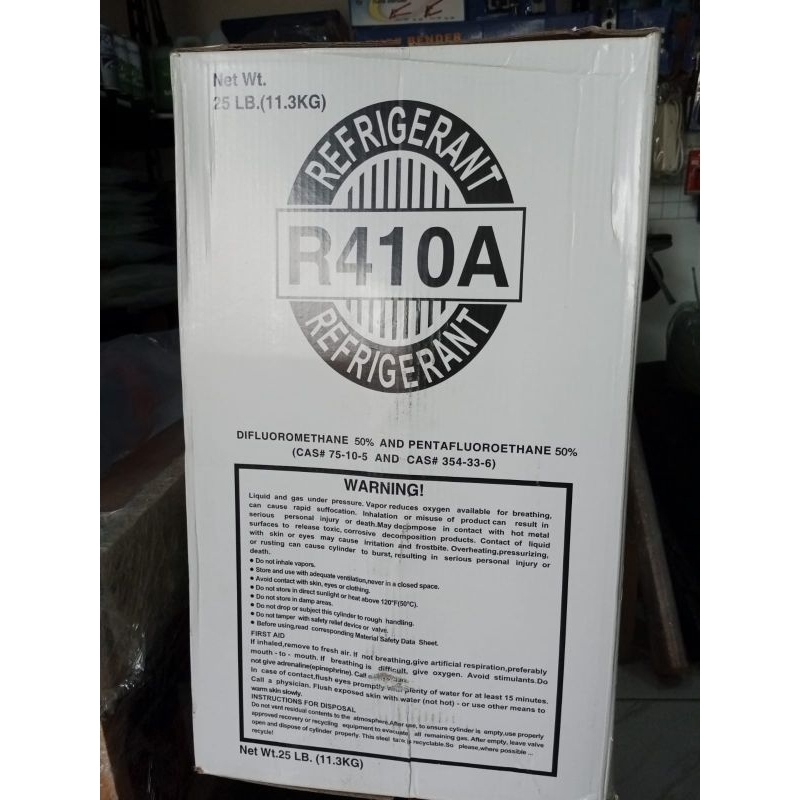 BENDER
Net Wt.
25 LB.(11.3KG)
REFRIGERANT
R410A
REFRIGERANT
DIFLUOROMETHANE 50% AND PENTAFLUOROETHANE 50%
(CAS# 75-10-5 AND CAS# 354-33-6)
WARNING!
Liquid and gas under pressure. Vapor reduces oxygen available for breathing,
can cause rapid suffocation. Inhalation or misuse of product can result in
serious personal injury or death.May decompose in contact with hot metal
surfaces to release toxic, corrosive decomposition products. Contact of liquid
with skin or eyes may cause irritation and frostbite. Overheating,pressurizing,
or rusting can cause cylinder to burst, resulting in serious personal injury or
death.
● Do not inhale vapors.
● Store and use with adequate ventilation,never in a closed space.
● Avoid contact with skin, eyes or clothing.
● Do not store in direct sunlight or heat above 120°F(50°C).
● Do not store in damp areas.
● Do not drop or subject this cylinder to rough handling.
● Do not tamper with safety relief device or valve.
● Before using,read corresponding Material Safety Data Sheet.
FIRST AID
If inhaled,remove to fresh air. If not breathing,give artificial respiration,preferably
mouth - to - mouth. If breathing is difficult, give oxygen. Avoid stimulants.Do
not give adrenaline(epinephrine). Call
In case of contact,flush eyes promptly with plenty of water for at least 15 minutes.
Call a physician. Flush exposed skin with water (not hot) - or use other means to
warm skin slowly.
INSTRUCTIONS FOR DISPOSAL
Do not vent residual contents to the atmosphere.After use, to ensure cylinder is empty,use properly
approved recovery or recycling equipment to evacuate all remaining gas. After empty, leave valve
open and dispose of cylinder properly. This steel is recyclable.So please,where possible ...
recycle!
Net Wt.25 LB. (11.3KG)